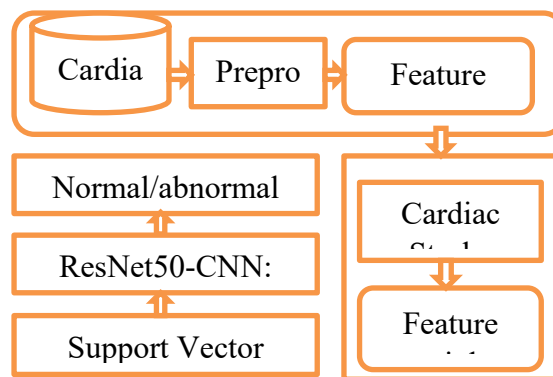 Cardia
Prepro
Feature
Cardiac
Feature
Normal/abnormal
ResNet50-CNN:
Support Vector